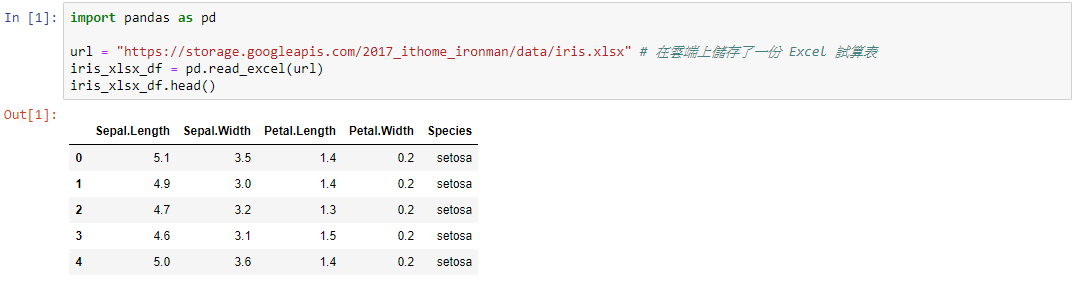 In [1]: import pandas as pd
url = "https://storage.googleapis.com/2017_ithome_ironman/data/iris.xlsx" # 在雲端上儲存了一份 Excel 試算表
iris_xlsx_df = pd.read_excel(url)
iris_xlsx_df.head()
Out[1]:
Sepal.Length Sepal.Width Petal.Length Petal.Width Species
0 5.1 3.5 1.4 0.2 setosa
1 4.9 3.0 1.4 0.2 setosa
2 4.7 3.2 1.3 0.2 setosa
3 4.6 3.1 1.5 0.2 setosa
4 5.0 3.6 1.4 0.2 setosa